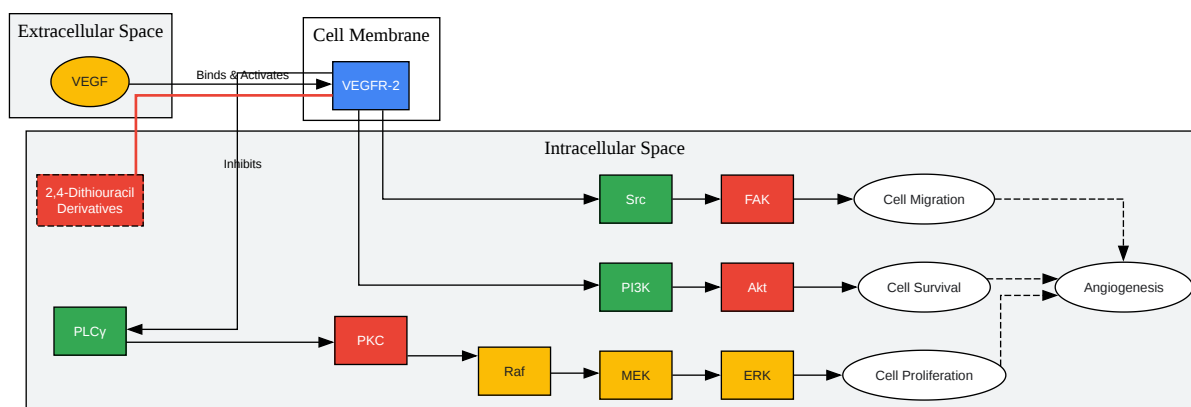 Extracellular Space
Cell Membrane
VEGF
Binds & Activates
VEGFR-2
Intracellular Space
Inhibits
2,4-Dithiouracil
Derivatives
Src
FAK
Cell Migration
PI3K
Akt
Cell Survival
Angiogenesis
PLCγ
PKC
Raf
MEK
ERK
Cell Proliferation